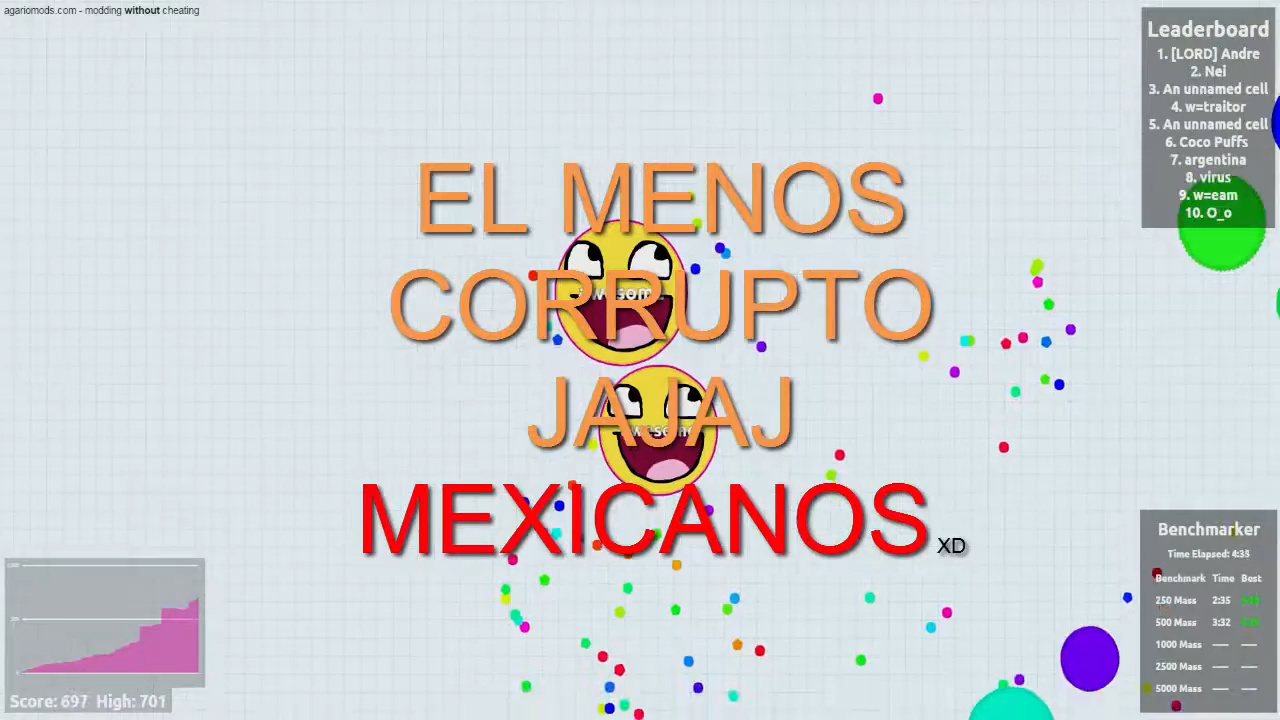 agariomods.com - modding without cheating
Leaderboard
1. [LORD] Andre
2. Nei
3. An unnamed cell
4. w=traitor
5. An unnamed cell
6. Coco Puffs
7. argentina
8. virus
9. w=eam
10. O_o
EL MENOS
CORRUPTO
JAJAJ
MEXICANOS XD
Benchmarker
Time Elapsed: 4:35
Benchmark Time Best
250 Mass 2:35
500 Mass 3:32
1000 Mass
2500 Mass
5000 Mass
Score: 697 High: 701